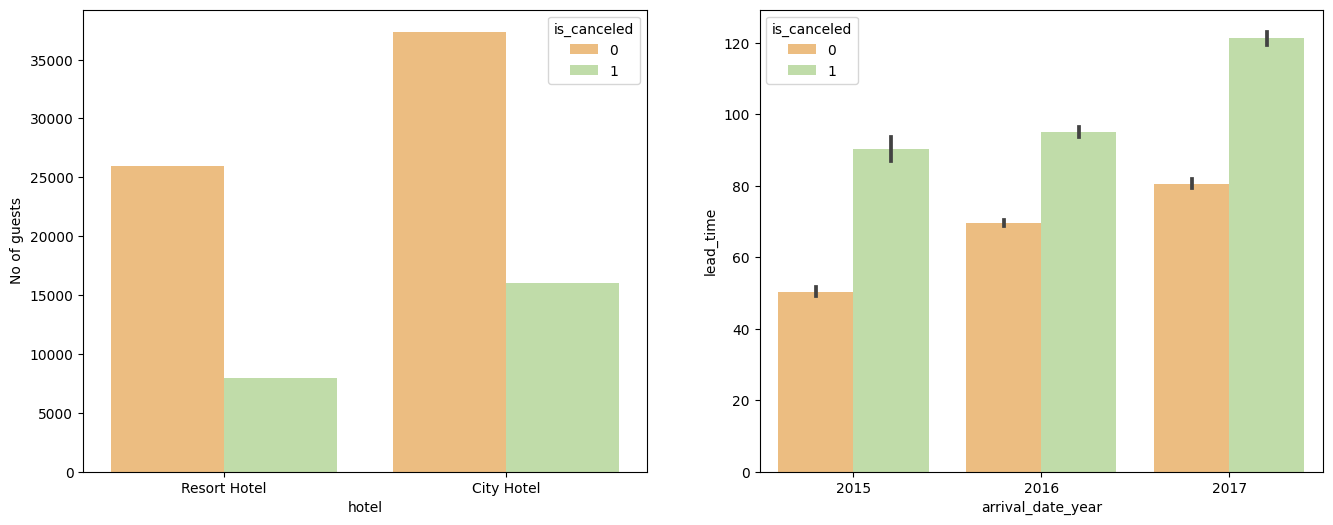 is_canceled
0
1
35000
30000
25000
20000
15000
10000
5000
0
No of guests
Resort Hotel
City Hotel
hotel
is_canceled
0
1
120
100
80
60
40
20
0
lead_time
2015
2016
2017
arrival_date_year